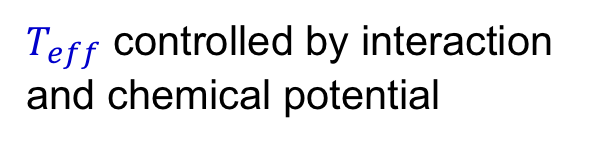 T_eff controlled by interaction
and chemical potential